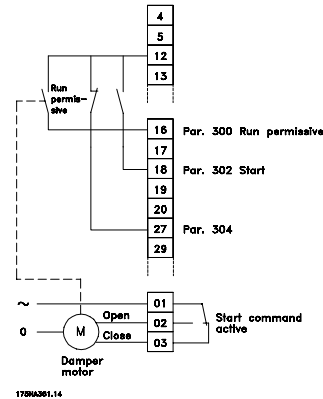 4
5
12
13
Run
permis-
sive
16 Par. 300 Run permissive
17
18 Par. 302 Start
19
20
27 Par. 304
29
~ 01
Open 02 Start command
active
0 M
Close 03
Damper
motor
175HA361.14